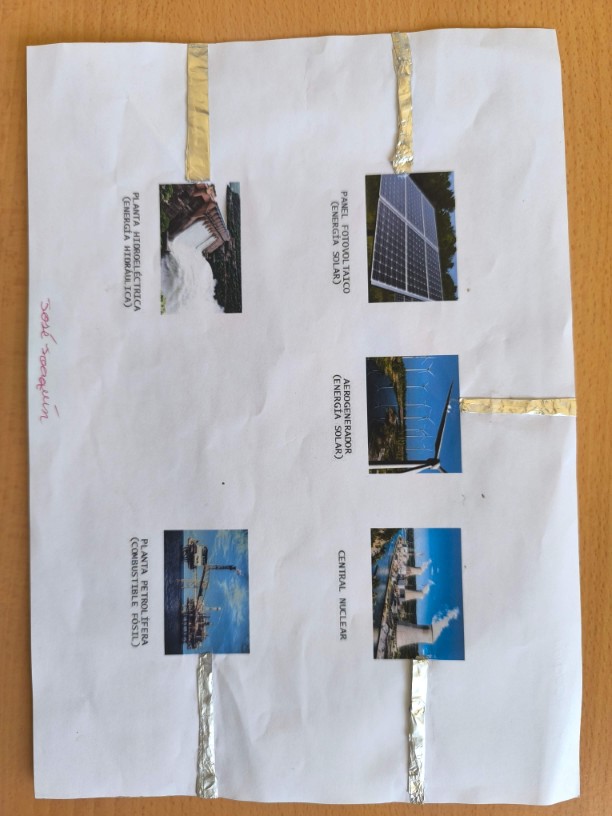 PANEL FOTOVOLTAICO
(ENERGÍA SOLAR)
AEROGENERADOR
(ENERGÍA SOLAR)
CENTRAL NUCLEAR
PLANTA HIDROELÉCTRICA
(ENERGÍA HIDRÁULICA)
PLANTA PETROLÍFERA
(COMBUSTIBLE FÓSIL)
José Joaquín